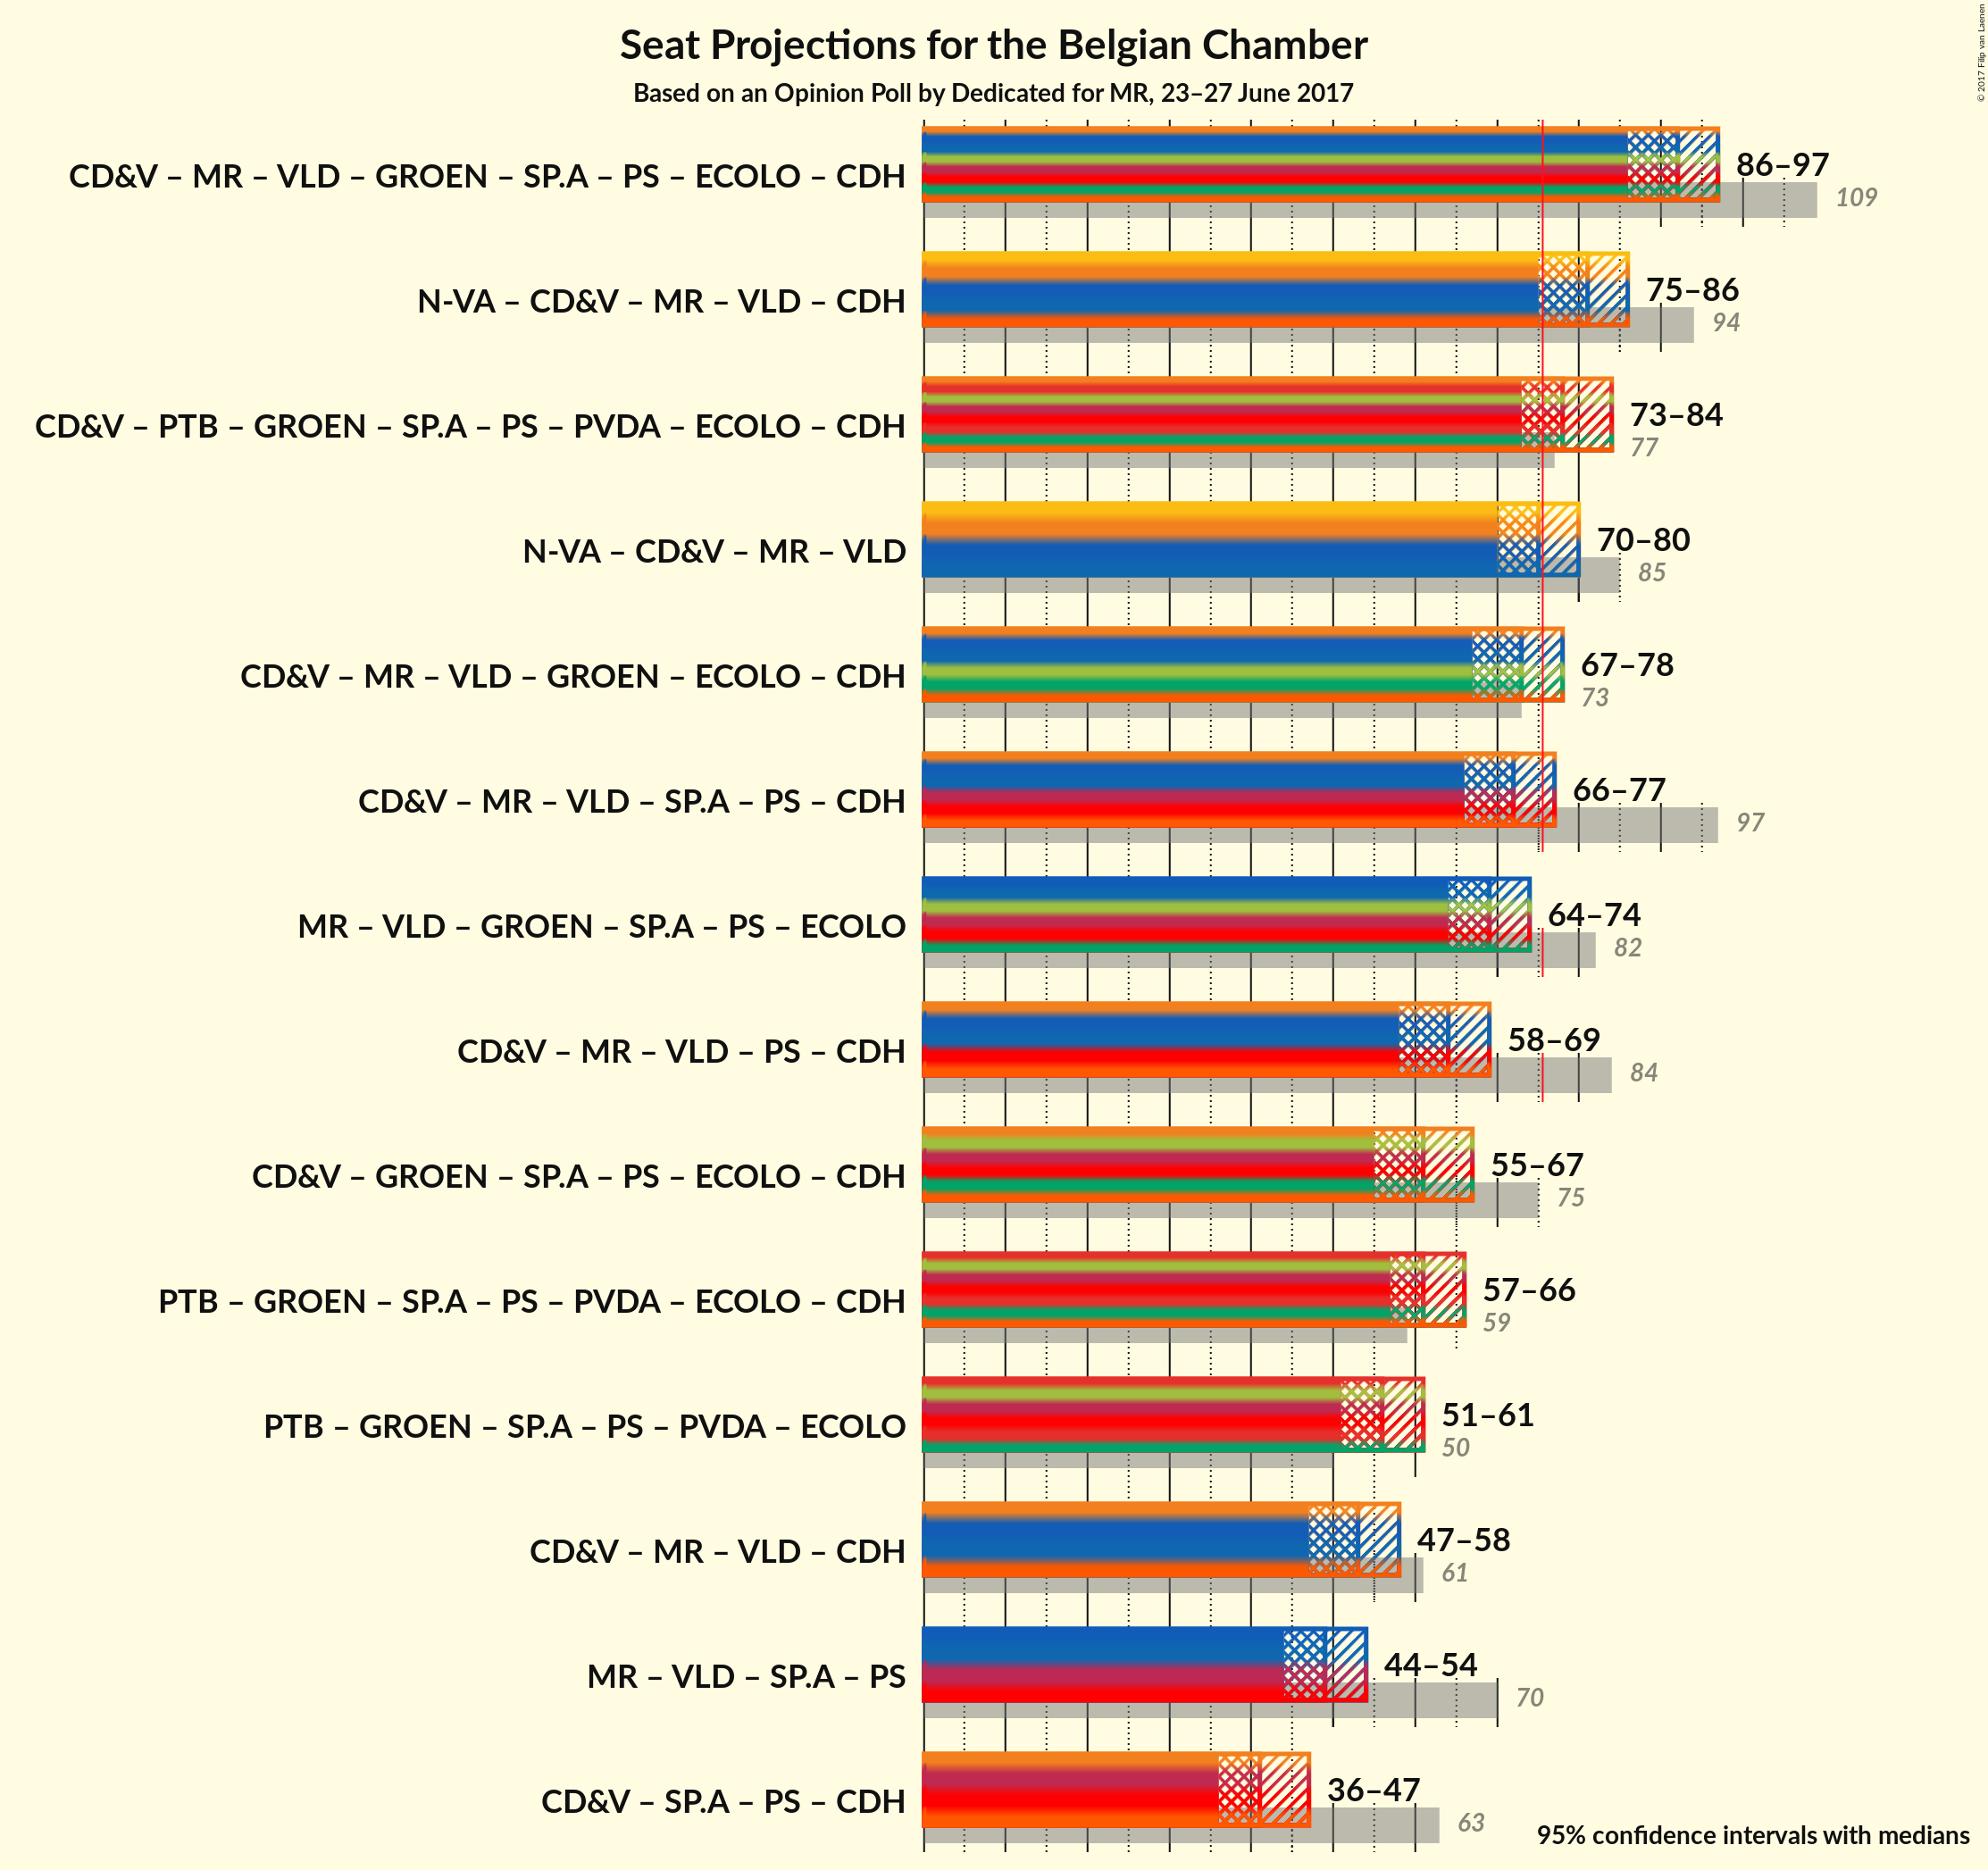 © 2017 Filip van Laenen
Seat Projections for the Belgian Chamber
Based on an Opinion Poll by Dedicated for MR, 23–27 June 2017
CD&V – MR – VLD – GROEN – SP.A – PS – ECOLO – CDH
86–97
109
N-VA – CD&V – MR – VLD – CDH
75–86
94
CD&V – PTB – GROEN – SP.A – PS – PVDA – ECOLO – CDH
73–84
77
N-VA – CD&V – MR – VLD
70–80
85
CD&V – MR – VLD – GROEN – ECOLO – CDH
67–78
73
CD&V – MR – VLD – SP.A – PS – CDH
66–77
97
MR – VLD – GROEN – SP.A – PS – ECOLO
64–74
82
CD&V – MR – VLD – PS – CDH
58–69
84
CD&V – GROEN – SP.A – PS – ECOLO – CDH
55–67
75
PTB – GROEN – SP.A – PS – PVDA – ECOLO – CDH
57–66
59
PTB – GROEN – SP.A – PS – PVDA – ECOLO
51–61
50
CD&V – MR – VLD – CDH
47–58
61
MR – VLD – SP.A – PS
44–54
70
CD&V – SP.A – PS – CDH
36–47
63
95% confidence intervals with medians